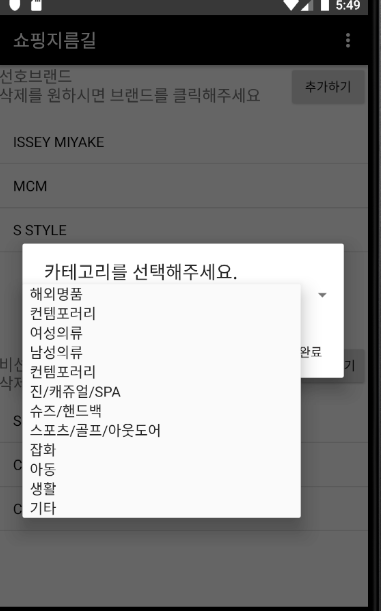 5:49
쇼핑지름길
선호브랜드
삭제를 원하시면 브랜드를 클릭해주세요
추가하기
ISSEY MIYAKE
MCM
S STYLE
카테고리를 선택해주세요.
해외명품
컨템포러리
여성의류
남성의류
완료
컨템포러리
진/캐쥬얼/SPA
슈즈/핸드백
스포츠/골프/아웃도어
잡화
아동
생활
기타